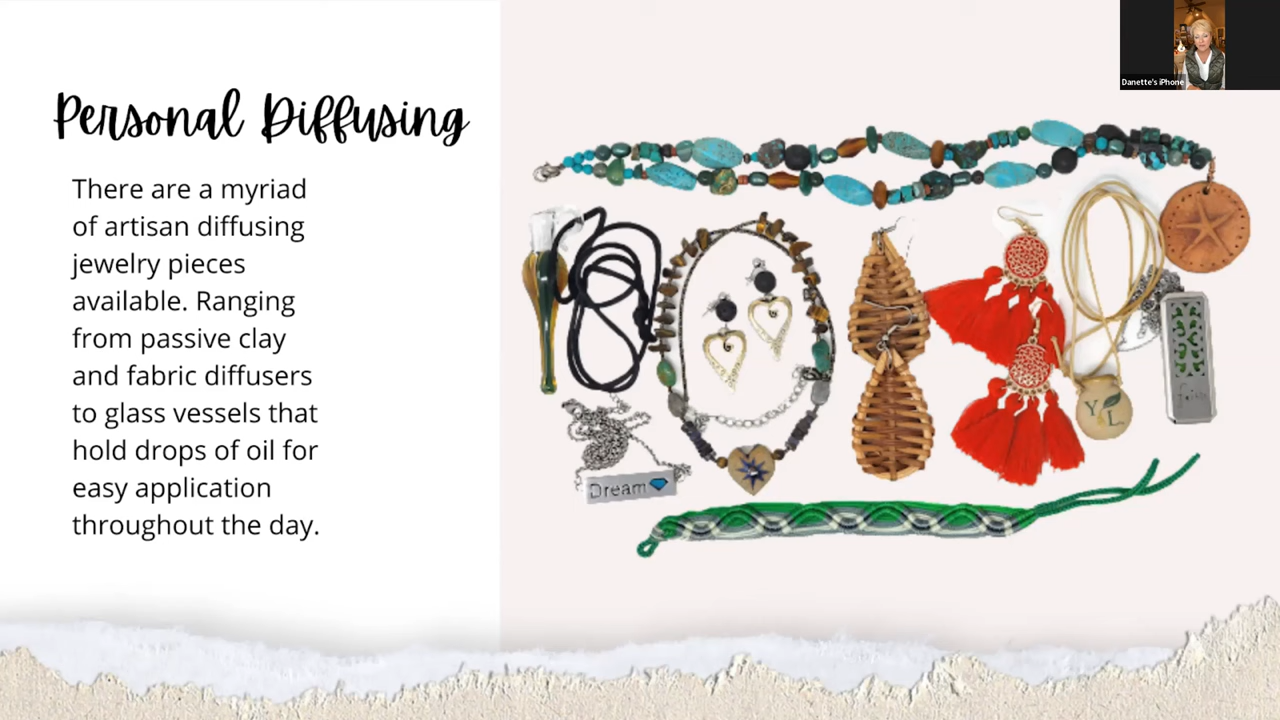 Personal Diffusing
There are a myriad
of artisan diffusing
jewelry pieces
available. Ranging
from passive clay
and fabric diffusers
to glass vessels that
hold drops of oil for
easy application
throughout the day.
Danette's iPhone
Dream
Y L